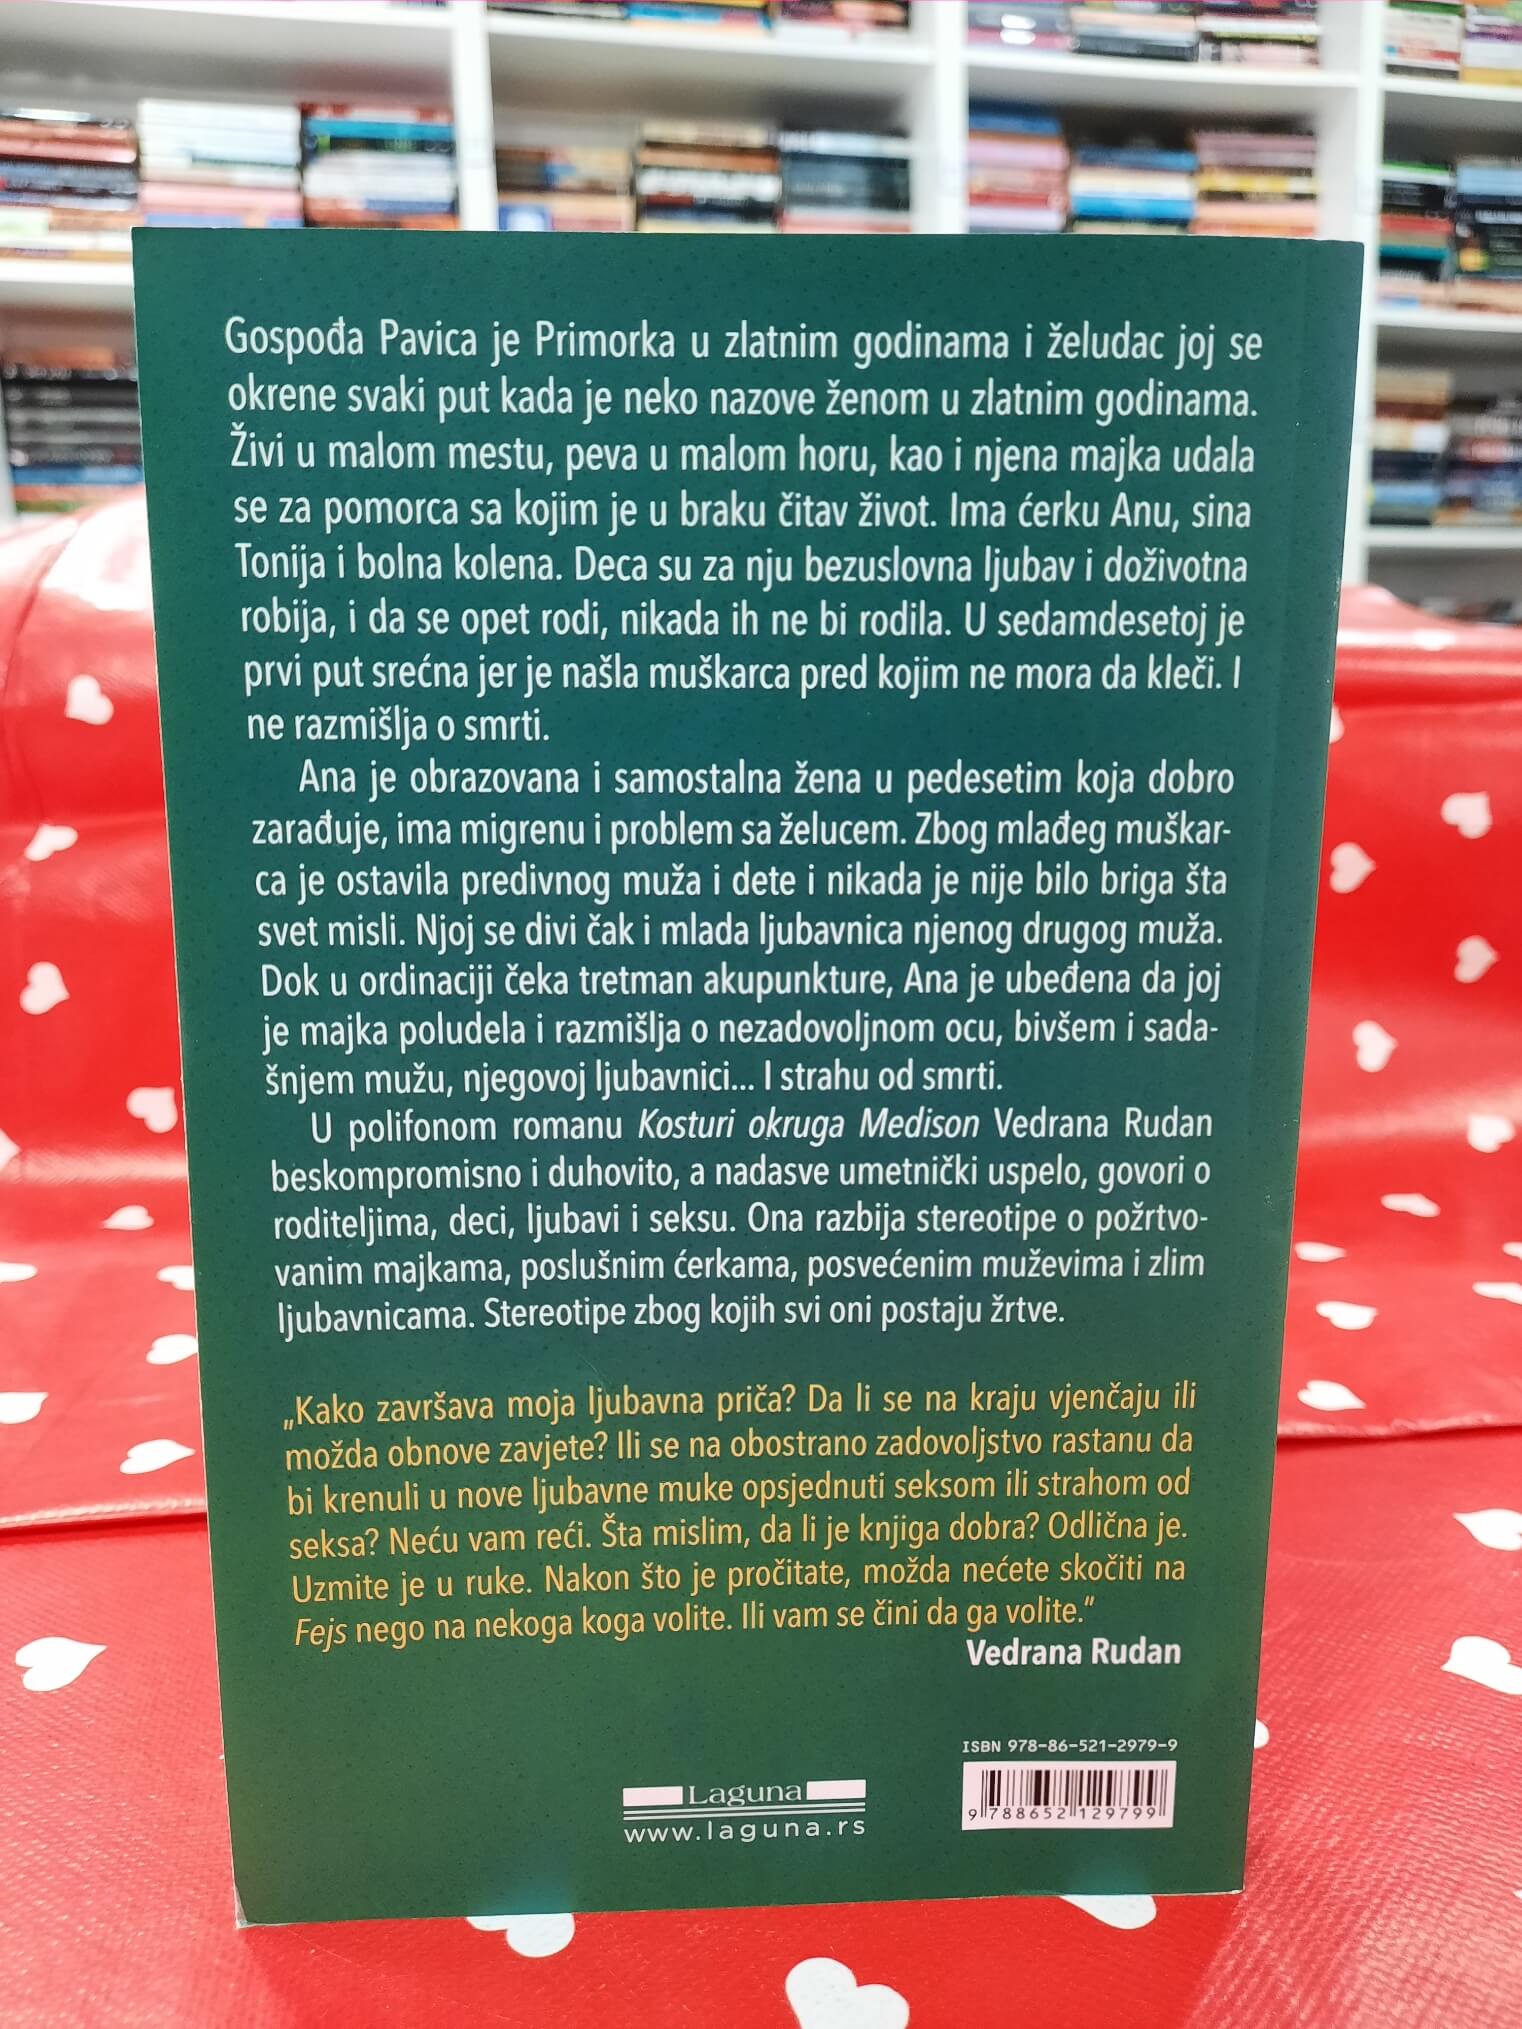 Gospođa Pavica je Primorka u zlatnim godinama i želudac joj se
okrene svaki put kada je neko nazove ženom u zlatnim godinama.
Živi u malom mestu, peva u malom horu, kao i njena majka udala
se za pomorca sa kojim je u braku čitav život. Ima ćerku Anu, sina
Tonija i bolna kolena. Deca su za nju bezuslovna ljubav i doživotna
robija, i da se opet rodi, nikada ih ne bi rodila. U sedamdesetoj je
prvi put srećna jer je našla muškarca pred kojim ne mora da kleči. I
ne razmišlja o smrti.
Ana je obrazovana i samostalna žena u pedesetim koja dobro
zarađuje, ima migrenu i problem sa želucem. Zbog mlađeg muškar-
ca je ostavila predivnog muža i dete i nikada je nije bilo briga šta
svet misli. Njoj se divi čak i mlada ljubavnica njenog drugog muža.
Dok u ordinaciji čeka tretman akupunkture, Ana je ubeđena da joj
je majka poludela i razmišlja o nezadovoljnom ocu, bivšem i sada-
šnjem mužu, njegovoj ljubavnici... I strahu od smrti.
U polifonom romanu Kosturi okruga Medison Vedrana Rudan
beskompromisno i duhovito, a nadasve umetnički uspelo, govori o
roditeljima, deci, ljubavi i seksu. Ona razbija stereotipe o požrtvo-
vanim majkama, poslušnim ćerkama, posvećenim muževima i zlim
ljubavnicama. Stereotipe zbog kojih svi oni postaju žrtve.
„Kako završava moja ljubavna priča? Da li se na kraju vjenčaju ili
možda obnove zavjete? Ili se na obostrano zadovoljstvo rastanu da
bi krenuli u nove ljubavne muke opsjednuti seksom ili strahom od
seksa? Neću vam reći. Šta mislim, da li je knjiga dobra? Odlična je.
Uzmite je u ruke. Nakon što je pročitate, možda nećete skočiti na
Fejs nego na nekoga koga volite. Ili vam se čini da ga volite.“
Vedrana Rudan
ISBN 978-86-521-2979-9
Laguna
www.laguna.rs
9 788652 129799